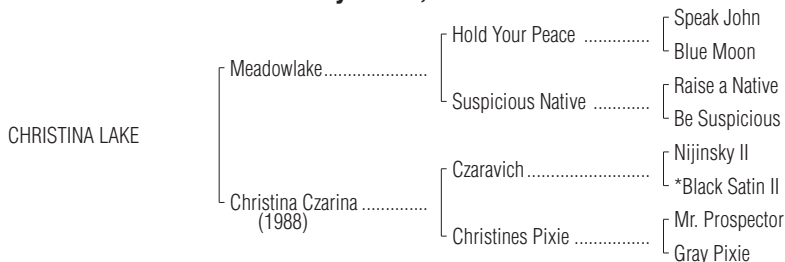 Speak John
Hold Your Peace ..............
Blue Moon
Meadowlake......................
Raise a Native
Suspicious Native ............
Be Suspicious
CHRISTINA LAKE
Nijinsky II
Czaravich .........................
*Black Satin II
Christina Czarina ..............
(1988)
Mr. Prospector
Christines Pixie ................
Gray Pixie